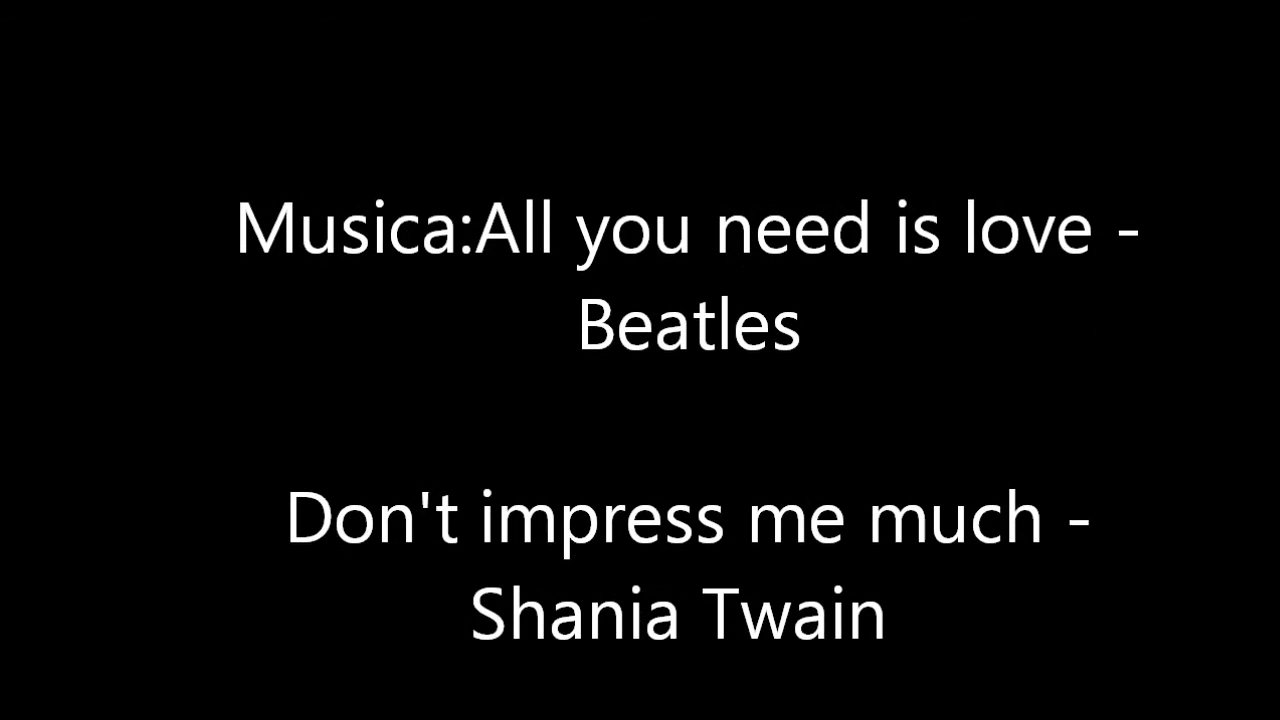 Musica:All you need is love -
Beatles
Don't impress me much -
Shania Twain